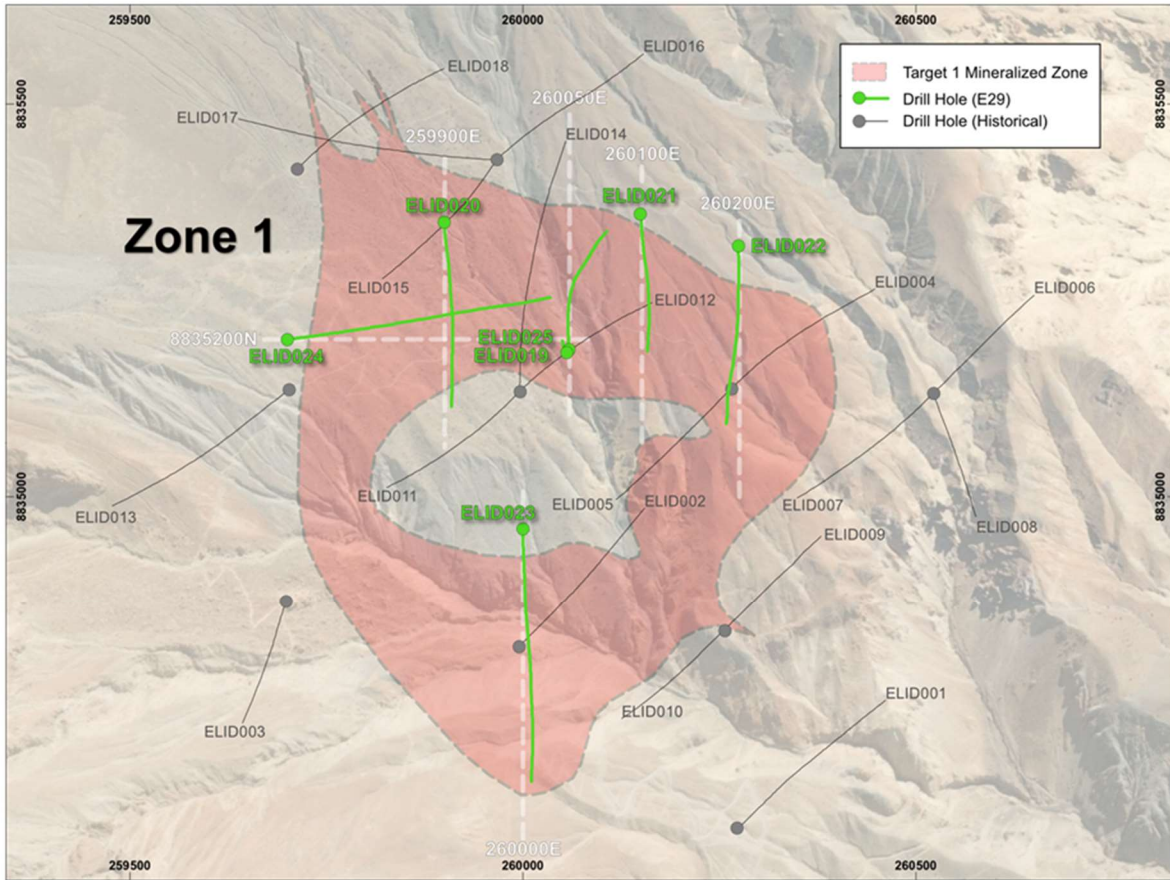 259500
260000
260500
ELID016
ELID018
Target 1 Mineralized Zone
Drill Hole (E29)
Drill Hole (Historical)
8835500
8835500
260050E
ELID017
259900E
ELID014
260100E
ELID020
ELID021
260200E
Zone 1
ELID022
ELID015
ELID012
ELID004
ELID006
8835200N
ELID025
ELID024
ELID019
ELID011
ELID005
ELID002
ELID007
8835000
8835000
ELID013
ELID023
ELID008
ELID009
ELID010
ELID001
ELID003
260000E
259500
260000
260500